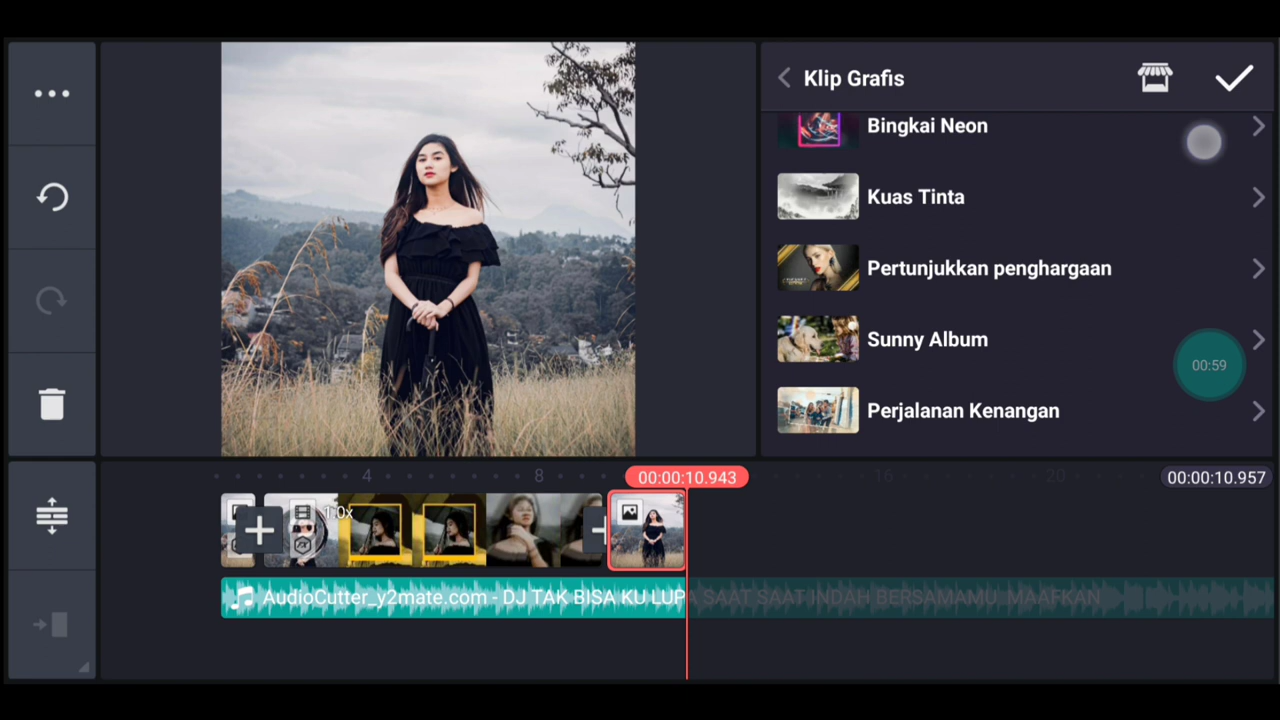 Klip Grafis
Bingkai Neon
Kuas Tinta
Pertunjukkan penghargaan
Sunny Album
00:59
Perjalanan Kenangan
4
8
00:00:10.943
16
20
00:00:10.957
1.0x
AudioCutter_y2mate.com - DJ TAK BISA KU LUPA SAAT SAAT INDAH BERSAMAMU MAAFKAN